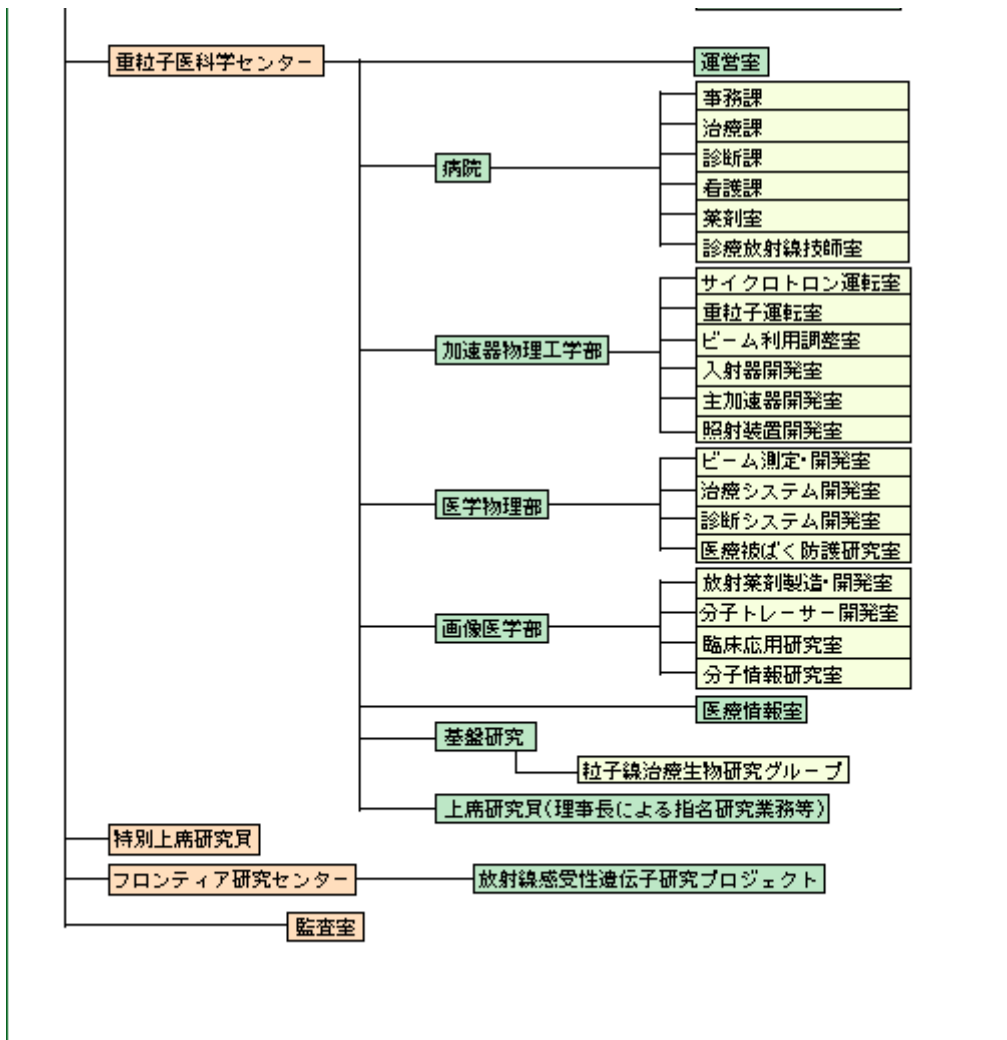 重粒子医科学センター
運営室
病院
事務課
治療課
診断課
看護課
薬剤室
診療放射線技師室
加速器物理工学部
サイクロトロン運転室
重粒子運転室
ビーム利用調整室
入射器開発室
主加速器開発室
照射装置開発室
医学物理部
ビーム測定・開発室
治療システム開発室
診断システム開発室
医療被ばく防護研究室
画像医学部
放射薬剤製造・開発室
分子トレーサー開発室
臨床応用研究室
分子情報研究室
医療情報室
基盤研究
粒子線治療生物研究グループ
上席研究員(理事長による指名研究業務等)
特別上席研究員
フロンティア研究センター
放射線感受性遺伝子研究プロジェクト
監査室